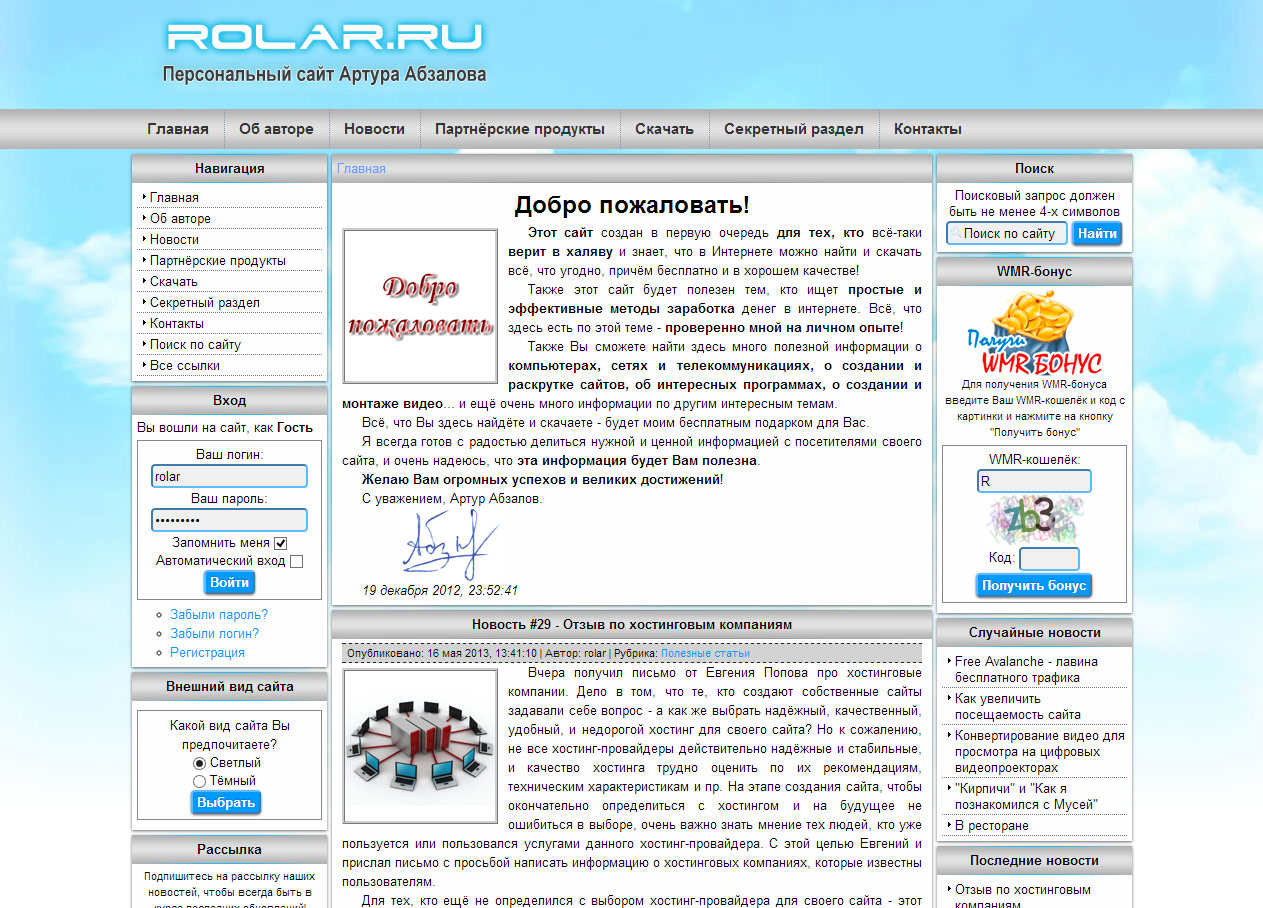 ROLAR.RU
Персональный сайт Артура Абзалова
Главная
Об авторе
Новости
Партнёрские продукты
Скачать
Секретный раздел
Контакты
Навигация
Главная
Об авторе
Новости
Партнёрские продукты
Скачать
Секретный раздел
Контакты
Поиск по сайту
Все ссылки
Вход
Вы вошли на сайт, как Гость
Ваш логин:
rolar
Ваш пароль:
•••••••••
Запомнить меня
Автоматический вход
Войти
Забыли пароль?
Забыли логин?
Регистрация
Внешний вид сайта
Какой вид сайта Вы
предпочитаете?
Светлый
Тёмный
Выбрать
Рассылка
Подпишитесь на рассылку наших
новостей, чтобы всегда быть в
курсе последних обновлений!
Главная
Добро пожаловать!
Добро
пожаловать
Этот сайт создан в первую очередь для тех, кто всё-таки
верит в халяву и знает, что в Интернете можно найти и скачать
всё, что угодно, причём бесплатно и в хорошем качестве!
Также этот сайт будет полезен тем, кто ищет простые и
эффективные методы заработка денег в интернете. Всё, что
здесь есть по этой теме - проверенно мной на личном опыте!
Также Вы сможете найти здесь много полезной информации о
компьютерах, сетях и телекоммуникациях, о создании и
раскрутке сайтов, об интересных программах, о создании и
монтаже видео... и ещё очень много информации по другим интересным темам.
Всё, что Вы здесь найдёте и скачаете - будет моим бесплатным подарком для Вас.
Я всегда готов с радостью делиться нужной и ценной информацией с посетителями своего
сайта, и очень надеюсь, что эта информация будет Вам полезна.
Желаю Вам огромных успехов и великих достижений!
С уважением, Артур Абзалов.
19 декабря 2012, 23:52:41
Новость #29 - Отзыв по хостинговым компаниям
Опубликовано: 16 мая 2013, 13:41:10 | Автор: rolar | Рубрика: Полезные статьи
Вчера получил письмо от Евгения Попова про хостинговые
компании. Дело в том, что те, кто создают собственные сайты
задавали себе вопрос - а как же выбрать надёжный, качественный,
удобный, и недорогой хостинг для своего сайта? Но к сожалению,
не все хостинг-провайдеры действительно надёжные и стабильные,
и качество хостинга трудно оценить по их рекомендациям,
техническим характеристикам и пр. На этапе создания сайта, чтобы
окончательно определиться с хостингом и на будущее не
ошибиться в выборе, очень важно знать мнение тех людей, кто уже
пользуется или пользовался услугами данного хостинг-провайдера. С этой целью Евгений и
прислал письмо с просьбой написать информацию о хостинговых компаниях, которые известны
пользователям.
Для тех, кто ещё не определился с выбором хостинг-провайдера для своего сайта - этот
Поиск
Поисковый запрос должен
быть не менее 4-х символов
Поиск по сайту
Найти
WMR-бонус
Получи
WMR-БОНУС
Для получения WMR-бонуса
введите Ваш WMR-кошелёк и код с
картинки и нажмите на кнопку
"Получить бонус"
WMR-кошелёк:
R
zb3
Код:
Получить бонус
Случайные новости
Free Avalanche - лавина
бесплатного трафика
Как увеличить
посещаемость сайта
Конвертирование видео для
просмотра на цифровых
видеопроекторах
"Кирпичи" и "Как я
познакомился с Мусей"
В ресторане
Последние новости
Отзыв по хостинговым
компаниям